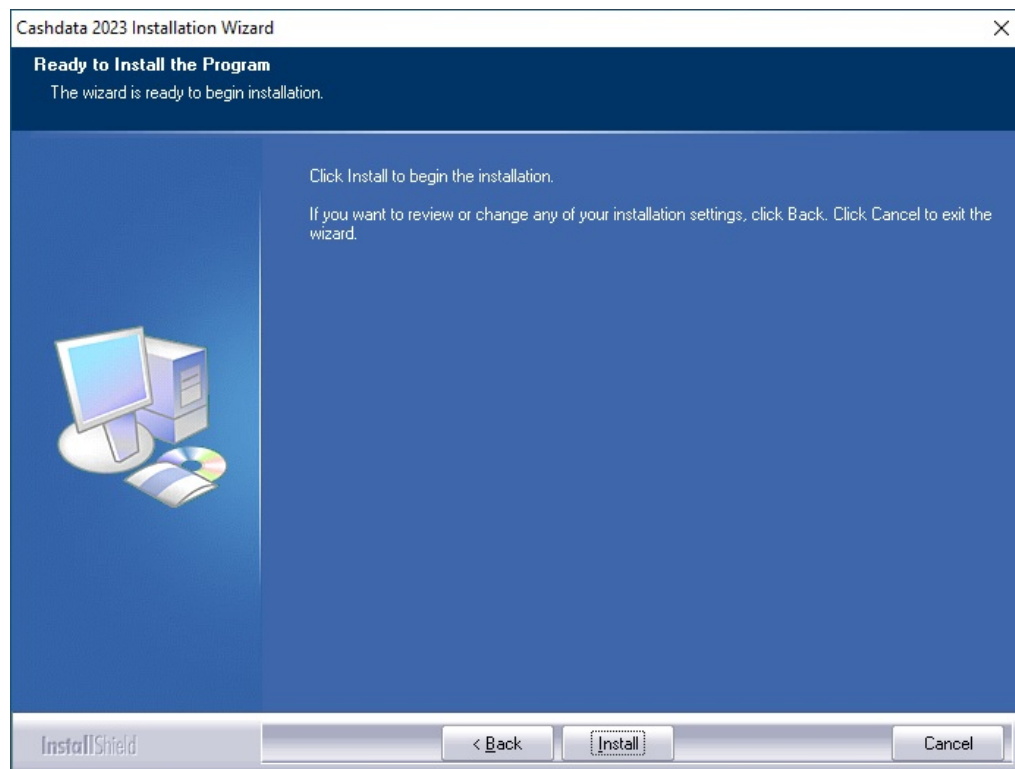 Cashdata 2023 Installation Wizard
Ready to Install the Program
The wizard is ready to begin installation.
Click Install to begin the installation.
If you want to review or change any of your installation settings, click Back. Click Cancel to exit the
wizard.
InstallShield
< Back
Install
Cancel